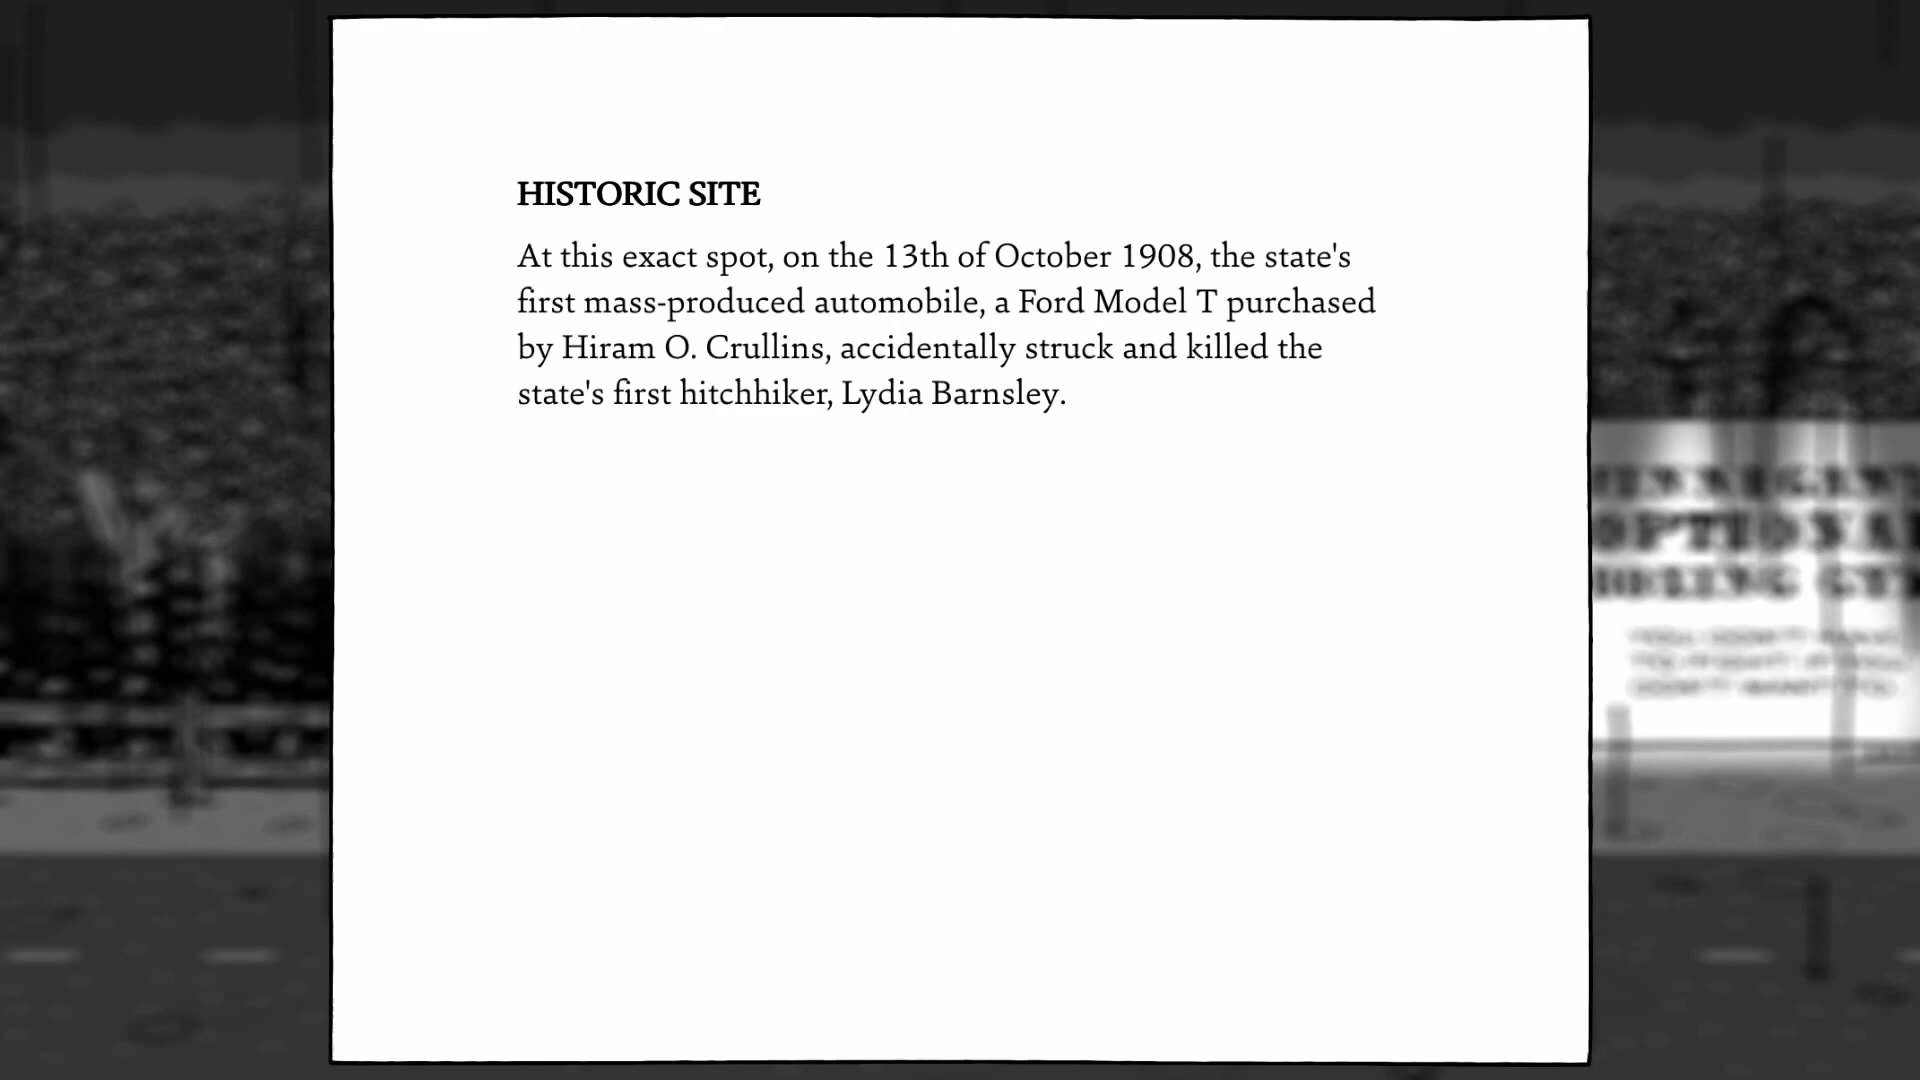 HISTORIC SITE
At this exact spot, on the 13th of October 1908, the state's
first mass-produced automobile, a Ford Model T purchased
by Hiram O. Crullins, accidentally struck and killed the
state's first hitchhiker, Lydia Barnsley.